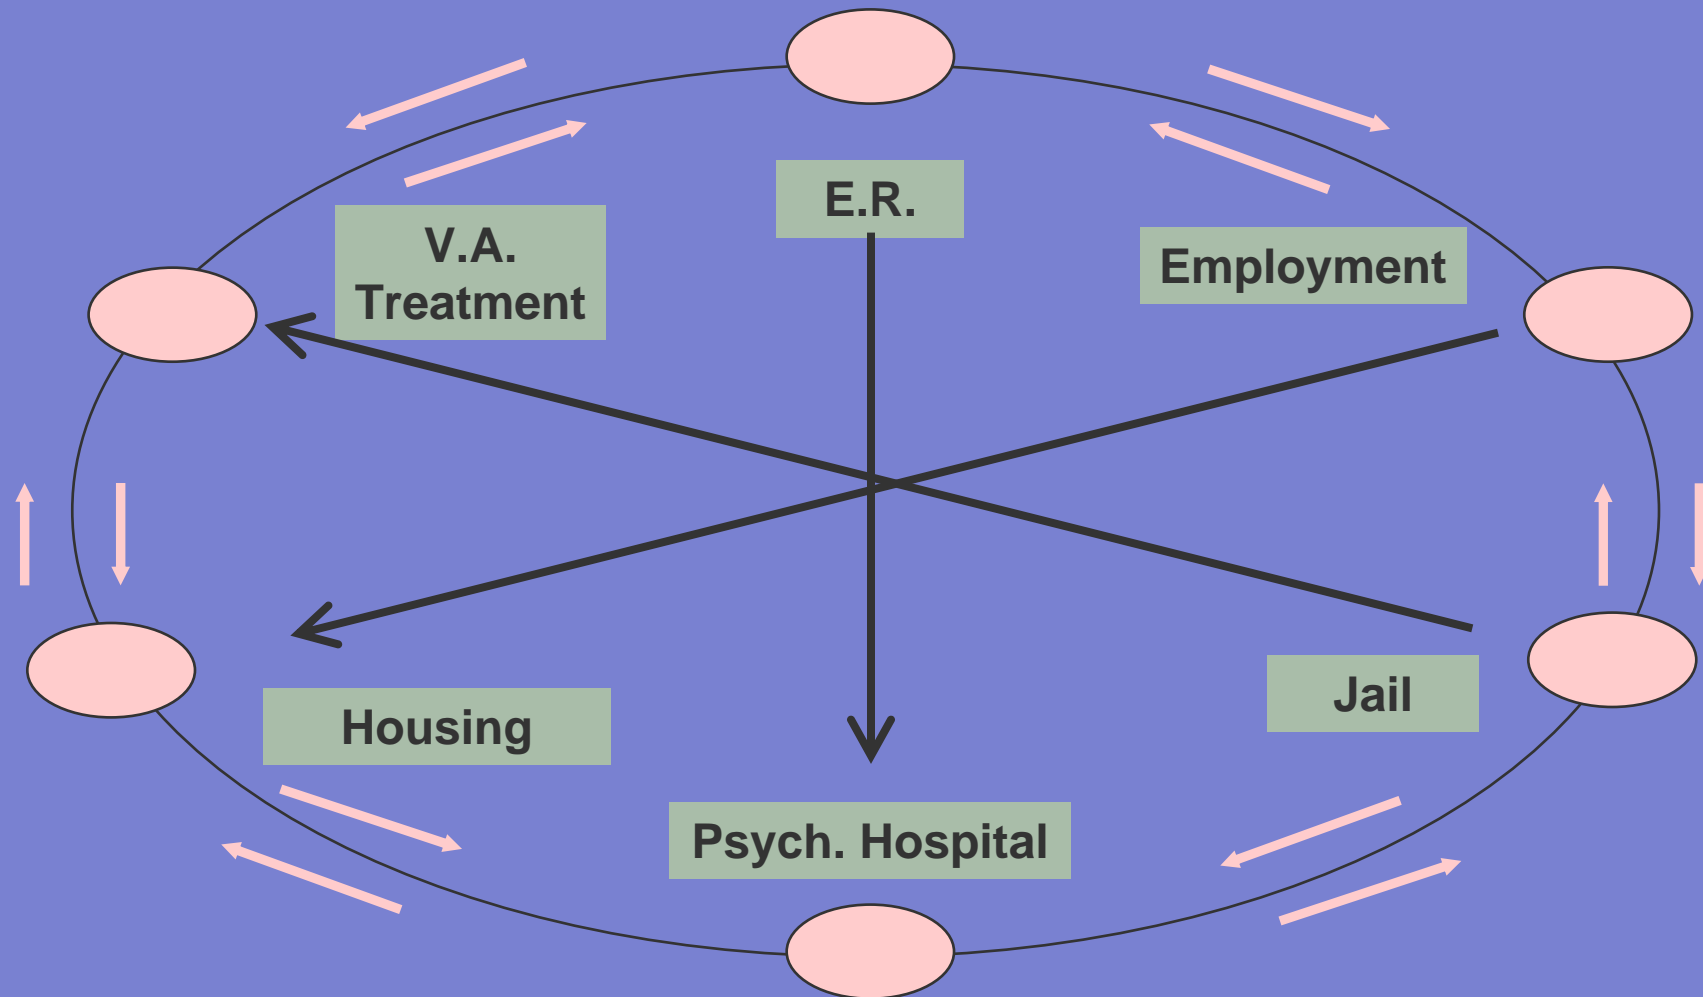 E.R.
V.A.
Treatment
Employment
Housing
Jail
Psych. Hospital